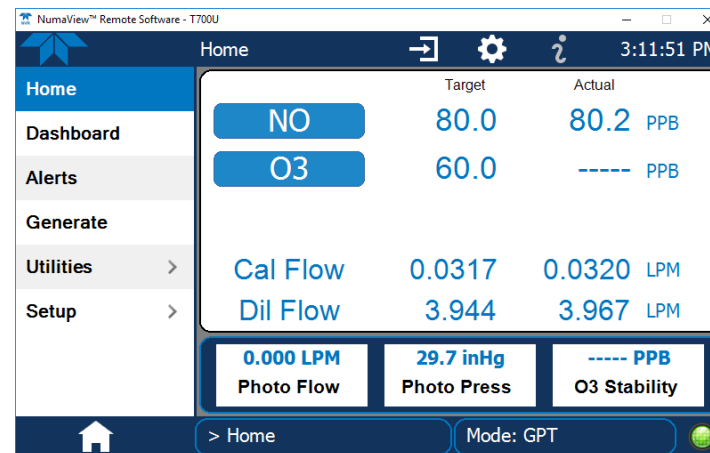 NumaView™ Remote Software - T700U
Home 3:11:51 PM
Home
Dashboard
Alerts
Generate
Utilities >
Setup >
Target Actual
NO 80.0 80.2 PPB
O3 60.0 ----- PPB
Cal Flow 0.0317 0.0320 LPM
Dil Flow 3.944 3.967 LPM
0.000 LPM 29.7 inHg ----- PPB
Photo Flow Photo Press O3 Stability
> Home Mode: GPT